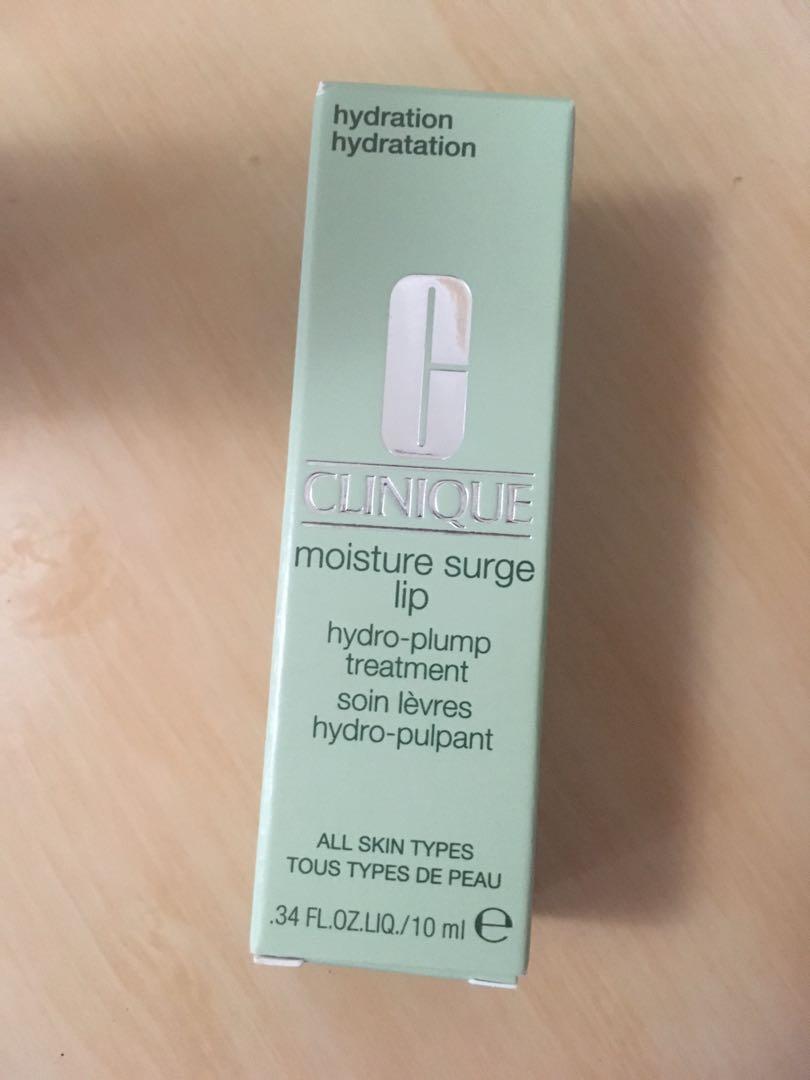 hydration
hydratation
CLINIQUE
moisture surge
lip
hydro-plump
treatment
soin lèvres
hydro-pulpant
ALL SKIN TYPES
TOUS TYPES DE PEAU
.34 FL.OZ.LIQ./10 ml ℮